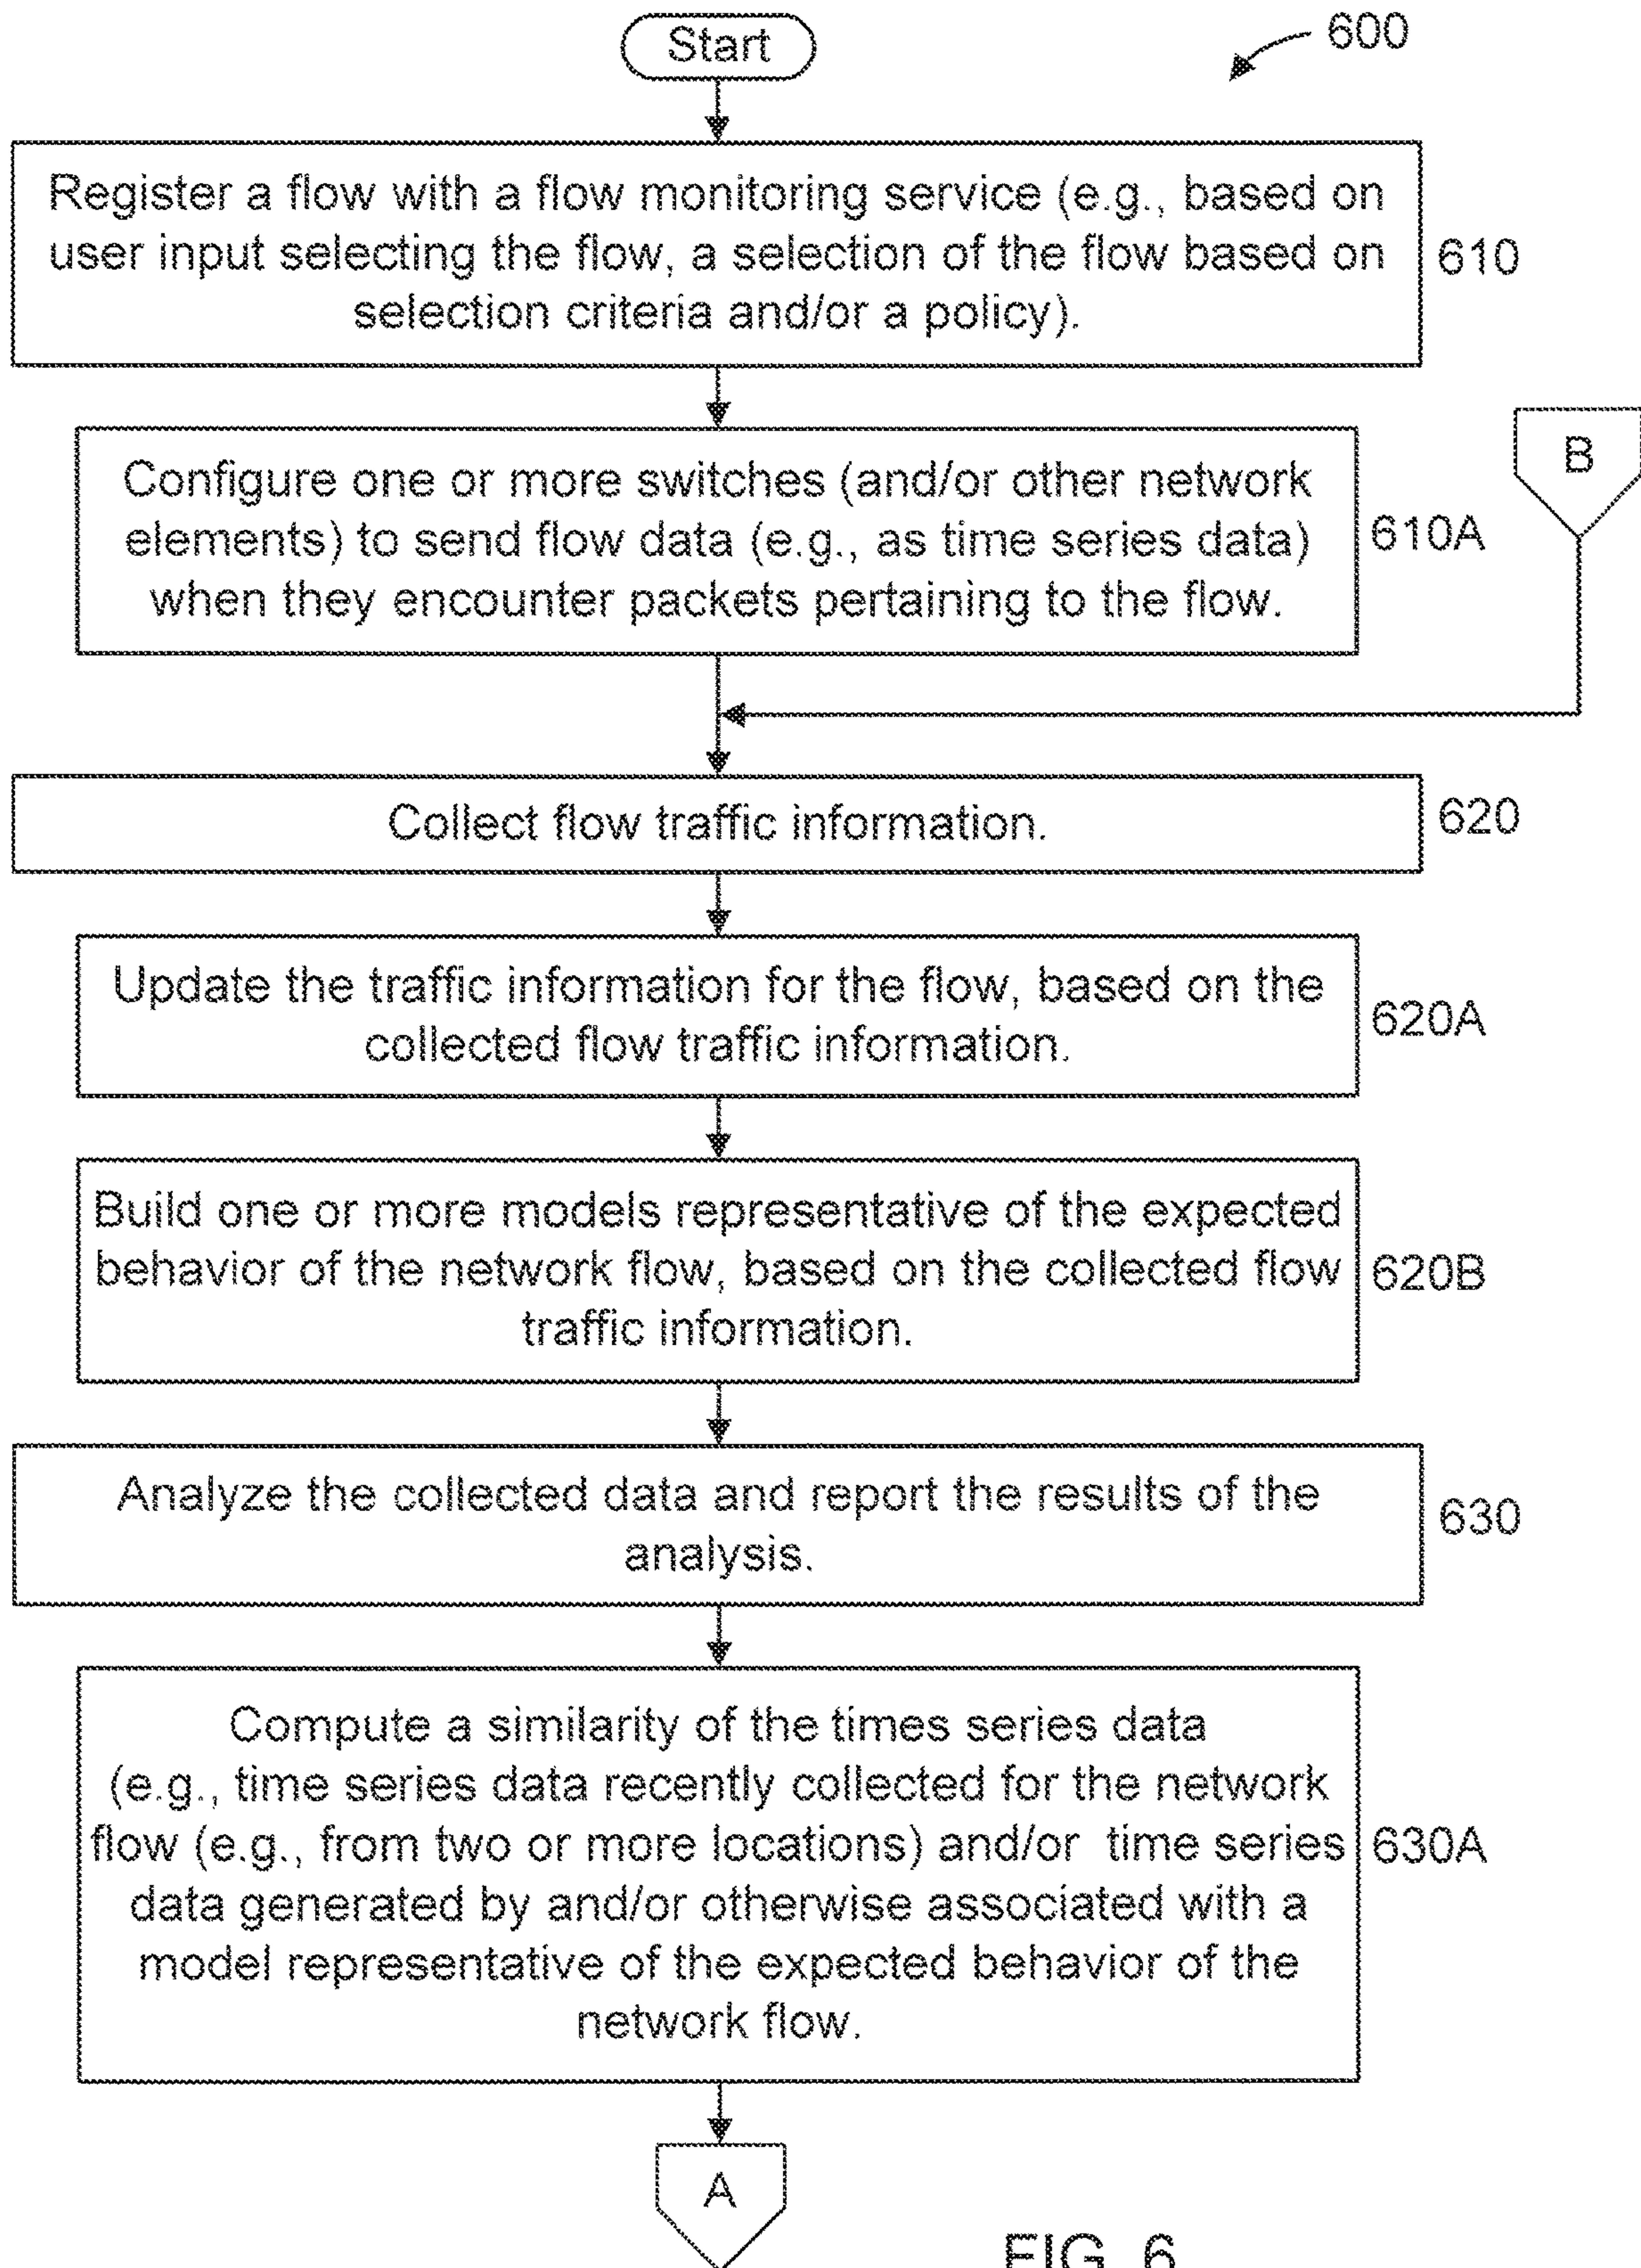 Start
600
Register a flow with a flow monitoring service (e.g., based on
user input selecting the flow, a selection of the flow based on
selection criteria and/or a policy).
610
Configure one or more switches (and/or other network
elements) to send flow data (e.g., as time series data)
when they encounter packets pertaining to the flow.
610A
B
Collect flow traffic information.
620
Update the traffic information for the flow, based on the
collected flow traffic information.
620A
Build one or more models representative of the expected
behavior of the network flow, based on the collected flow
traffic information.
620B
Analyze the collected data and report the results of the
analysis.
630
Compute a similarity of the times series data
(e.g., time series data recently collected for the network
flow (e.g., from two or more locations) and/or time series
data generated by and/or otherwise associated with a
model representative of the expected behavior of the
network flow.
630A
A
FIG. 6